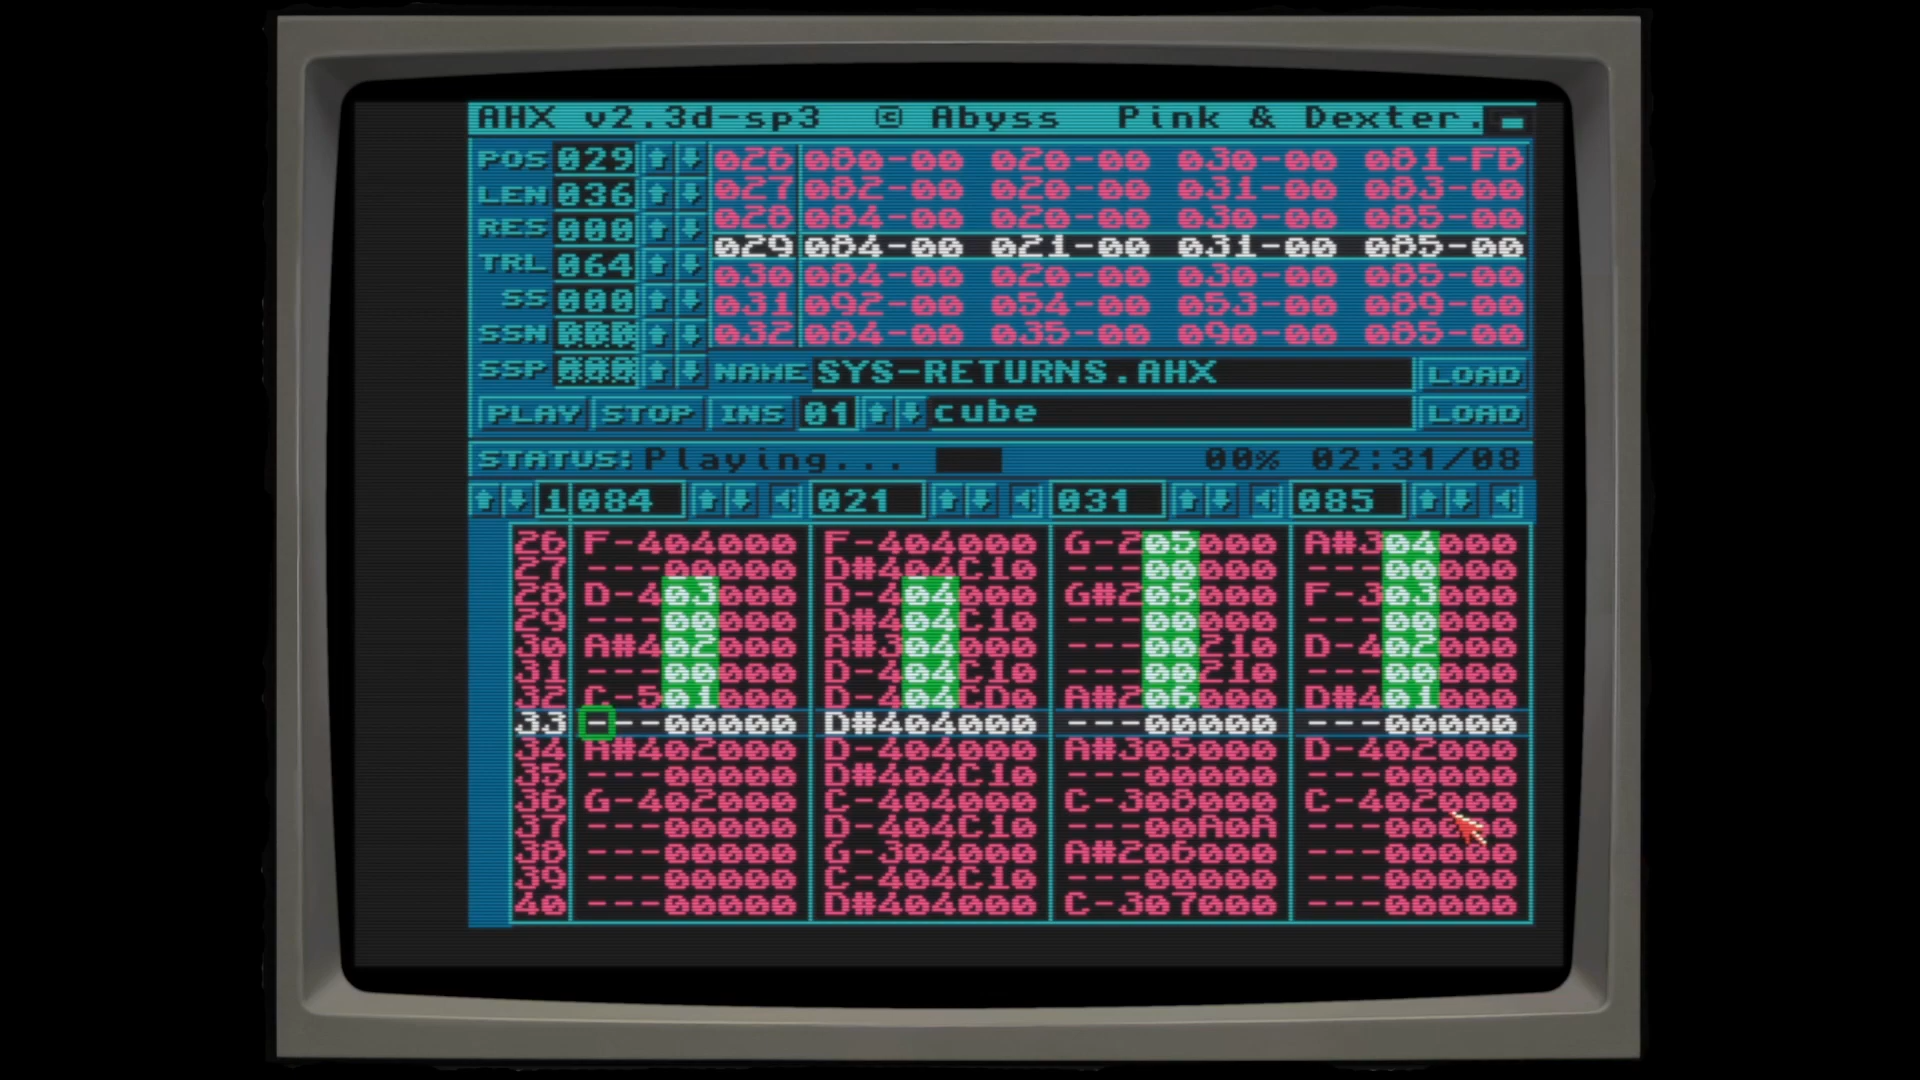 AHX v2.3d-sp3 © Abyss Pink & Dexter.
POS 029 026 080-00 020-00 030-00 081-FB
LEN 036 027 082-00 020-00 031-00 083-00
RES 000 028 084-00 020-00 030-00 085-00
029 084-00 021-00 031-00 085-00
TRL 064 030 084-00 020-00 030-00 085-00
SS 000 031 092-00 054-00 053-00 089-00
SSN 000 032 084-00 035-00 090-00 085-00
SSP 000 NAME SYS-RETURNS.AHX LOAD
PLAY STOP INS 01 cube LOAD
STATUS: Playing... 00% 02:31/08
1 084 021 031 085
26 F-404000 F-404000 G-205000 A#304000
27 ---00000 D#404C10 ---00000 ---00000
28 D-403000 D-404000 G#205000 F-303000
29 ---00000 D#404C10 ---00000 ---00000
30 A#402000 A#304000 ---00210 D-402000
31 ---00000 D-404C10 ---00210 ---00000
32 C-501000 D-404CD0 A#206000 D#401000
33 ---00000 D#404000 ---00000 ---00000
34 A#402000 D-404000 A#305000 D-402000
35 ---00000 D#404C10 ---00000 ---00000
36 G-402000 C-404000 C-308000 C-402000
37 ---00000 D-404C10 ---00A0A ---00000
38 ---00000 G-304000 A#206000 ---00000
39 ---00000 C-404C10 ---00000 ---00000
40 ---00000 D#404000 C-307000 ---00000